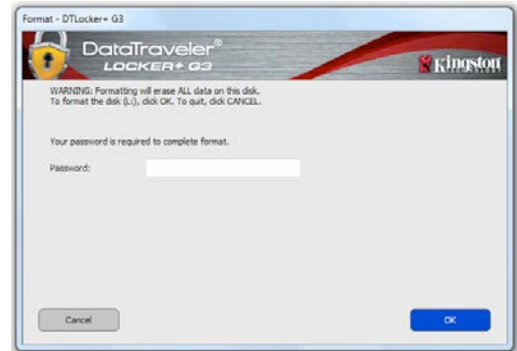 Format - DTLocker+ G3
DataTraveler®
LOCKER+ G3
Kingston
TECHNOLOGY
WARNING: Formatting will erase ALL data on this disk.
To format the disk (L:), click OK. To quit, click CANCEL.
Your password is required to complete format.
Password:
Cancel
OK